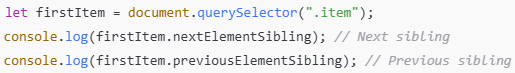 let firstItem = document.querySelector(".item");
console.log(firstItem.nextElementSibling); // Next sibling
console.log(firstItem.previousElementSibling); // Previous sibling